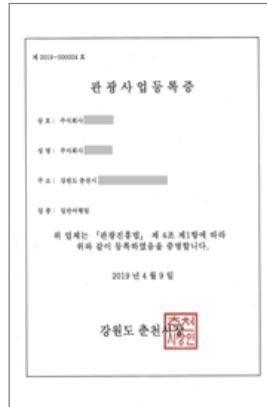 제 2019-000004 호
관광사업등록증
상 호 : 주식회사
성 명 : 주식회사
주 소 : 강원도 춘천시
업 종 : 일반여행업
위 업체는 「관광진흥법」 제 4조 제1항에 따라
위와 같이 등록하였음을 증명합니다.
2019 년 4 월 9 일
강원도 춘천시장